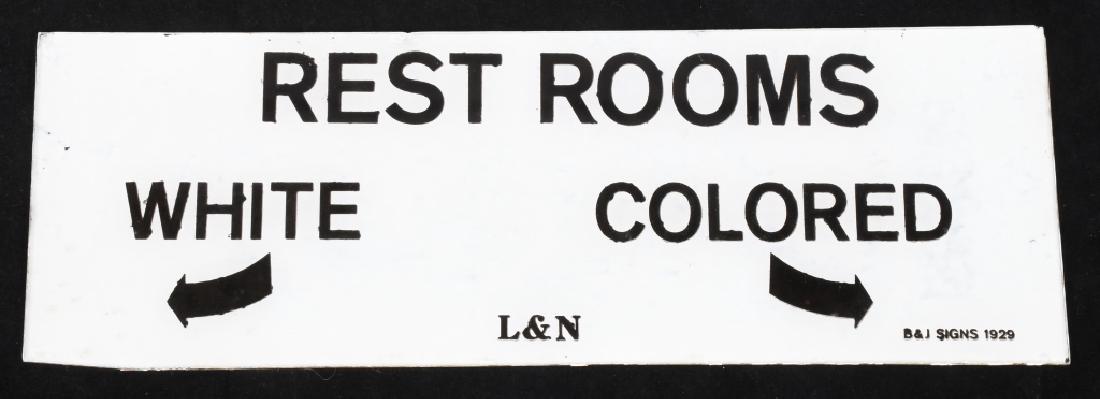 REST ROOMS
WHITE COLORED
L&N
B&J SIGNS 1929